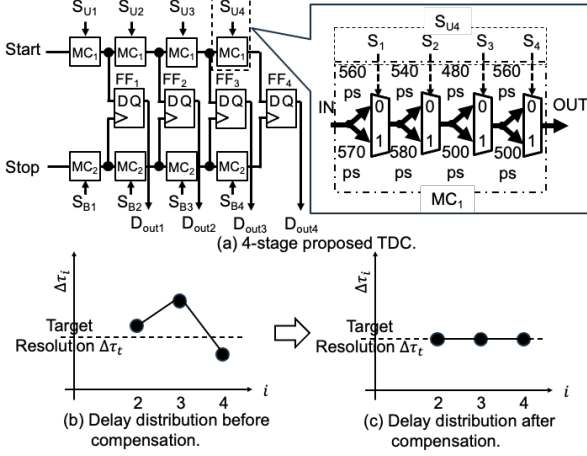 S_U1 S_U2 S_U3 S_U4
Start MC_1 MC_1 MC_1 MC_1
FF_1 FF_2 FF_3 FF_4
D Q D Q D Q D Q
Stop MC_2 MC_2 MC_2 MC_2
S_B1 S_B2 S_B3 S_B4
D_out1 D_out2 D_out3 D_out4
S_U4
S_1 S_2 S_3 S_4
560 540 480 560
ps ps ps ps
IN 0 0 0 0 OUT
1 1 1 1
570 580 500 500
ps ps ps ps
MC_1
(a) 4-stage proposed TDC.
Δτ_i
Target
Resolution Δτ_t
2 3 4 i
(b) Delay distribution before
compensation.
Δτ_i
Target
Resolution Δτ_t
2 3 4 i
(c) Delay distribution after
compensation.